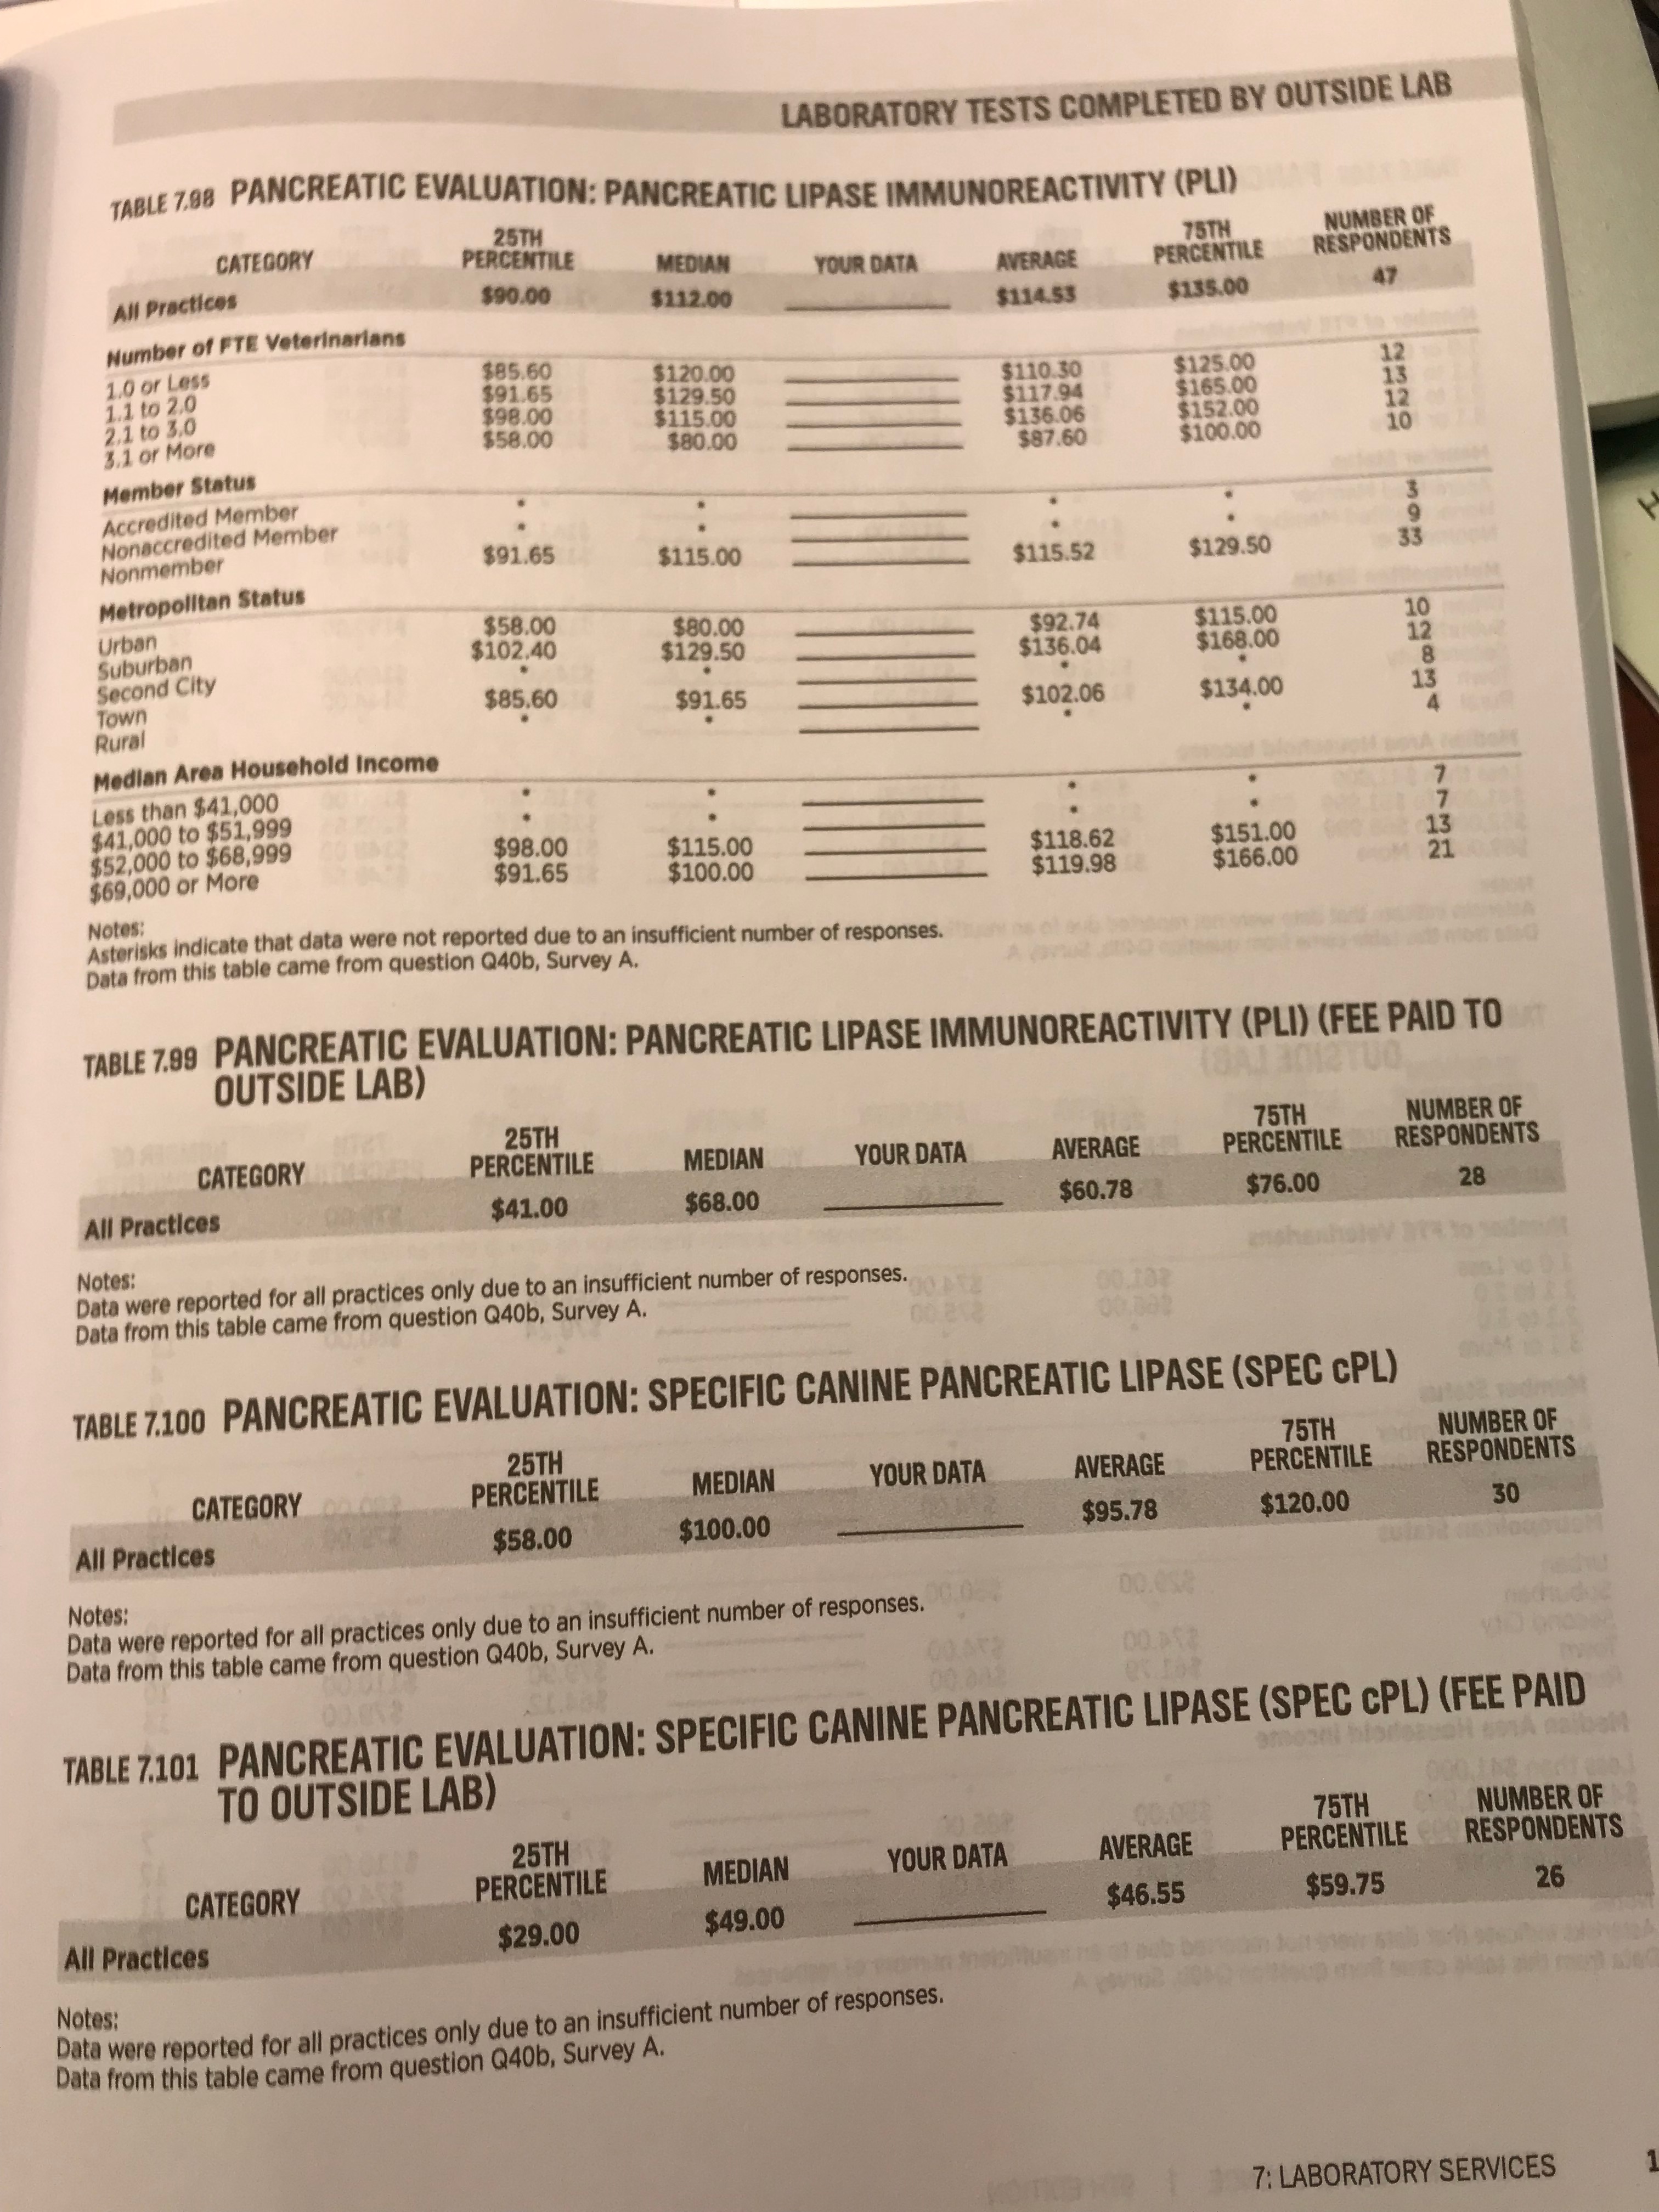 LABORATORY TESTS COMPLETED BY OUTSIDE LAB
TABLE 7.98 PANCREATIC EVALUATION: PANCREATIC LIPASE IMMUNOREACTIVITY (PLI)
CATEGORY 25TH PERCENTILE MEDIAN YOUR DATA AVERAGE 75TH PERCENTILE NUMBER OF RESPONDENTS
All Practices $90.00 $112.00 $114.53 $135.00 47
Number of FTE Veterinarians
1.0 or Less $85.60 $120.00 $110.30 $125.00 12
1.1 to 2.0 $91.65 $129.50 $117.94 $165.00 13
2.1 to 3.0 $98.00 $115.00 $136.06 $152.00 12
3.1 or More $58.00 $80.00 $87.60 $100.00 10
Member Status
Accredited Member * * * * 3
Nonaccredited Member * * * * 9
Nonmember $91.65 $115.00 $115.52 $129.50 33
Metropolitan Status
Urban $58.00 $80.00 $92.74 $115.00 10
Suburban $102.40 $129.50 $136.04 $168.00 12
Second City * * * * 8
Town $85.60 $91.65 $102.06 $134.00 13
Rural * * * * 4
Median Area Household Income
Less than $41,000 * * * * 7
$41,000 to $51,999 * * * * 7
$52,000 to $68,999 $98.00 $115.00 $118.62 $151.00 13
$69,000 or More $91.65 $100.00 $119.98 $166.00 21
Notes:
Asterisks indicate that data were not reported due to an insufficient number of responses.
Data from this table came from question Q40b, Survey A.
TABLE 7.99 PANCREATIC EVALUATION: PANCREATIC LIPASE IMMUNOREACTIVITY (PLI) (FEE PAID TO
OUTSIDE LAB)
CATEGORY 25TH PERCENTILE MEDIAN YOUR DATA AVERAGE 75TH PERCENTILE NUMBER OF RESPONDENTS
All Practices $41.00 $68.00 $60.78 $76.00 28
Notes:
Data were reported for all practices only due to an insufficient number of responses.
Data from this table came from question Q40b, Survey A.
TABLE 7.100 PANCREATIC EVALUATION: SPECIFIC CANINE PANCREATIC LIPASE (SPEC cPL)
CATEGORY 25TH PERCENTILE MEDIAN YOUR DATA AVERAGE 75TH PERCENTILE NUMBER OF RESPONDENTS
All Practices $58.00 $100.00 $95.78 $120.00 30
Notes:
Data were reported for all practices only due to an insufficient number of responses.
Data from this table came from question Q40b, Survey A.
TABLE 7.101 PANCREATIC EVALUATION: SPECIFIC CANINE PANCREATIC LIPASE (SPEC cPL) (FEE PAID
TO OUTSIDE LAB)
CATEGORY 25TH PERCENTILE MEDIAN YOUR DATA AVERAGE 75TH PERCENTILE NUMBER OF RESPONDENTS
All Practices $29.00 $49.00 $46.55 $59.75 26
Notes:
Data were reported for all practices only due to an insufficient number of responses.
Data from this table came from question Q40b, Survey A.
7: LABORATORY SERVICES